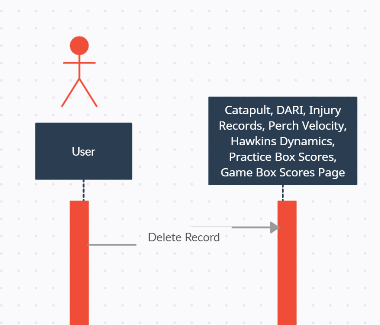 User
Catapult, DARI, Injury
Records, Perch Velocity,
Hawkins Dynamics,
Practice Box Scores,
Game Box Scores Page
Delete Record